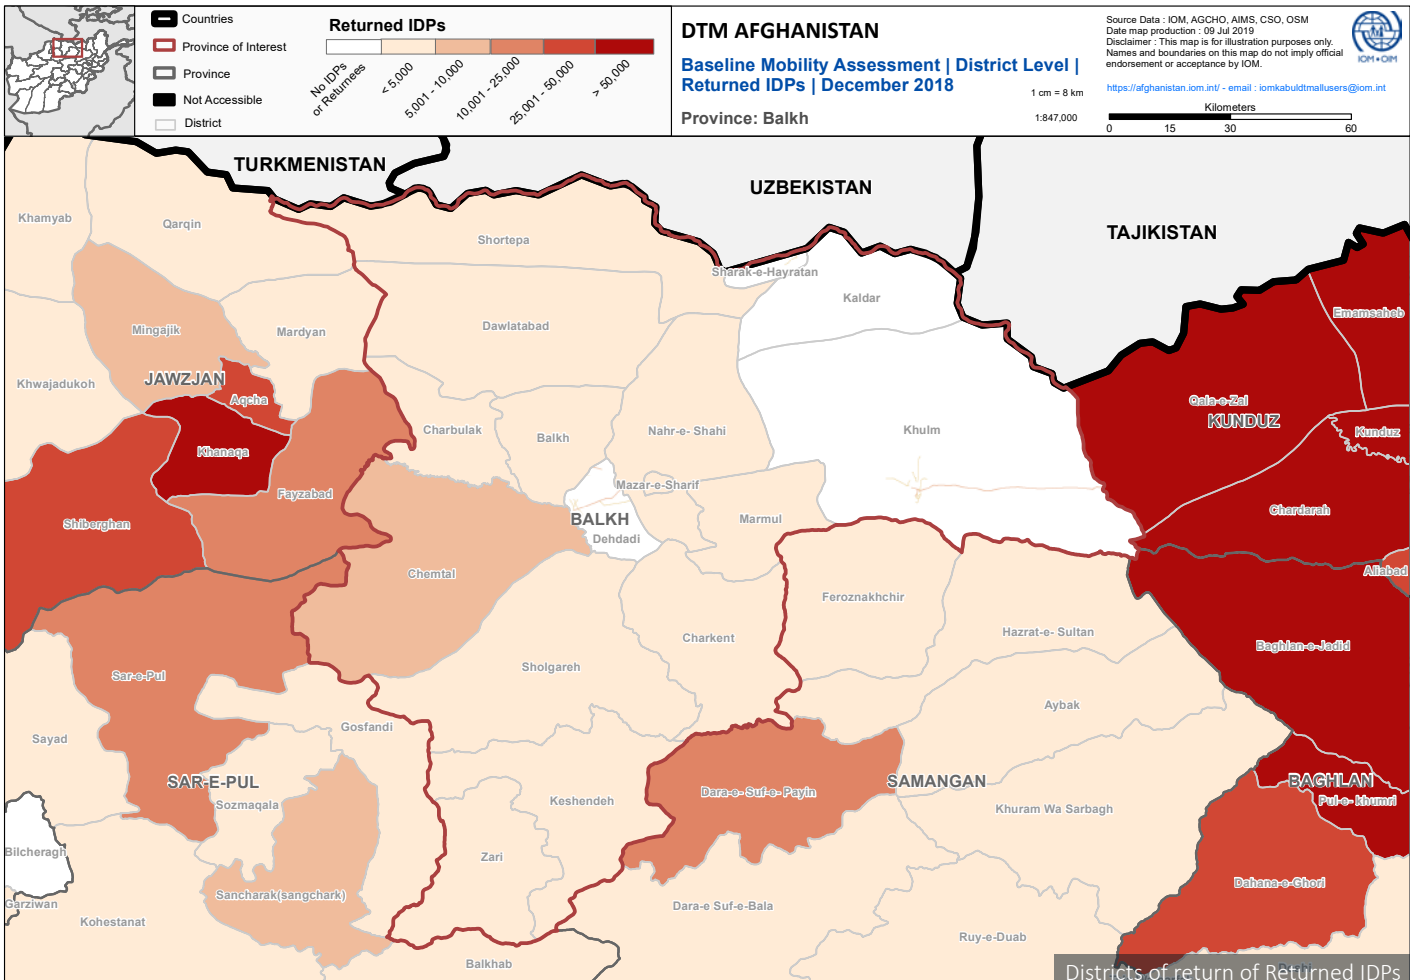 Countries
Province of Interest
Province
Not Accessible
District
Returned IDPs
No IDPs
or Returnees
< 5,000
5,001 - 10,000
10,001 - 25,000
25,001 - 50,000
> 50,000
DTM AFGHANISTAN
Baseline Mobility Assessment | District Level |
Returned IDPs | December 2018
Province: Balkh
1 cm = 8 km
1:847,000
Source Data : IOM, AGCHO, AIMS, CSO, OSM
Date map production : 09 Jul 2019
Disclaimer : This map is for illustration purposes only.
Names and boundaries on this map do not imply official
endorsement or acceptance by IOM.
https://afghanistan.iom.int/ - email : iomkabuldtmallusers@iom.int
IOM • OIM
Kilometers
0 15 30 60
TURKMENISTAN
UZBEKISTAN
TAJIKISTAN
Khamyab
Qarqin
Shortepa
Sharak-e-Hayratan
Kaldar
Emamsaheb
Mingajik
Mardyan
Dawlatabad
JAWZJAN
Khwajadukoh
Aqcha
Qala-e-Zal
KUNDUZ
Kunduz
Charbulak
Balkh
Nahr-e- Shahi
Khulm
Khanaqa
Fayzabad
Mazar-e-Sharif
Shiberghan
BALKH
Dehdadi
Marmul
Chardarah
Chemtal
Aliabad
Feroznakhchir
Hazrat-e- Sultan
Charkent
Baghlan-e-Jadid
Sholgareh
Sar-e-Pul
Aybak
Gosfandi
Sayad
SAR-E-PUL
Sozmaqala
Keshendeh
Dara-e- Suf-e- Payin
SAMANGAN
BAGHLAN
Pul-e- khumri
Khuram Wa Sarbagh
Bilcheragh
Zari
Sancharak(sangchark)
Dahana-e-Ghori
Garziwan
Kohestanat
Dara-e Suf-e-Bala
Ruy-e-Duab
Balkhab
Districts of return of Returned IDPs